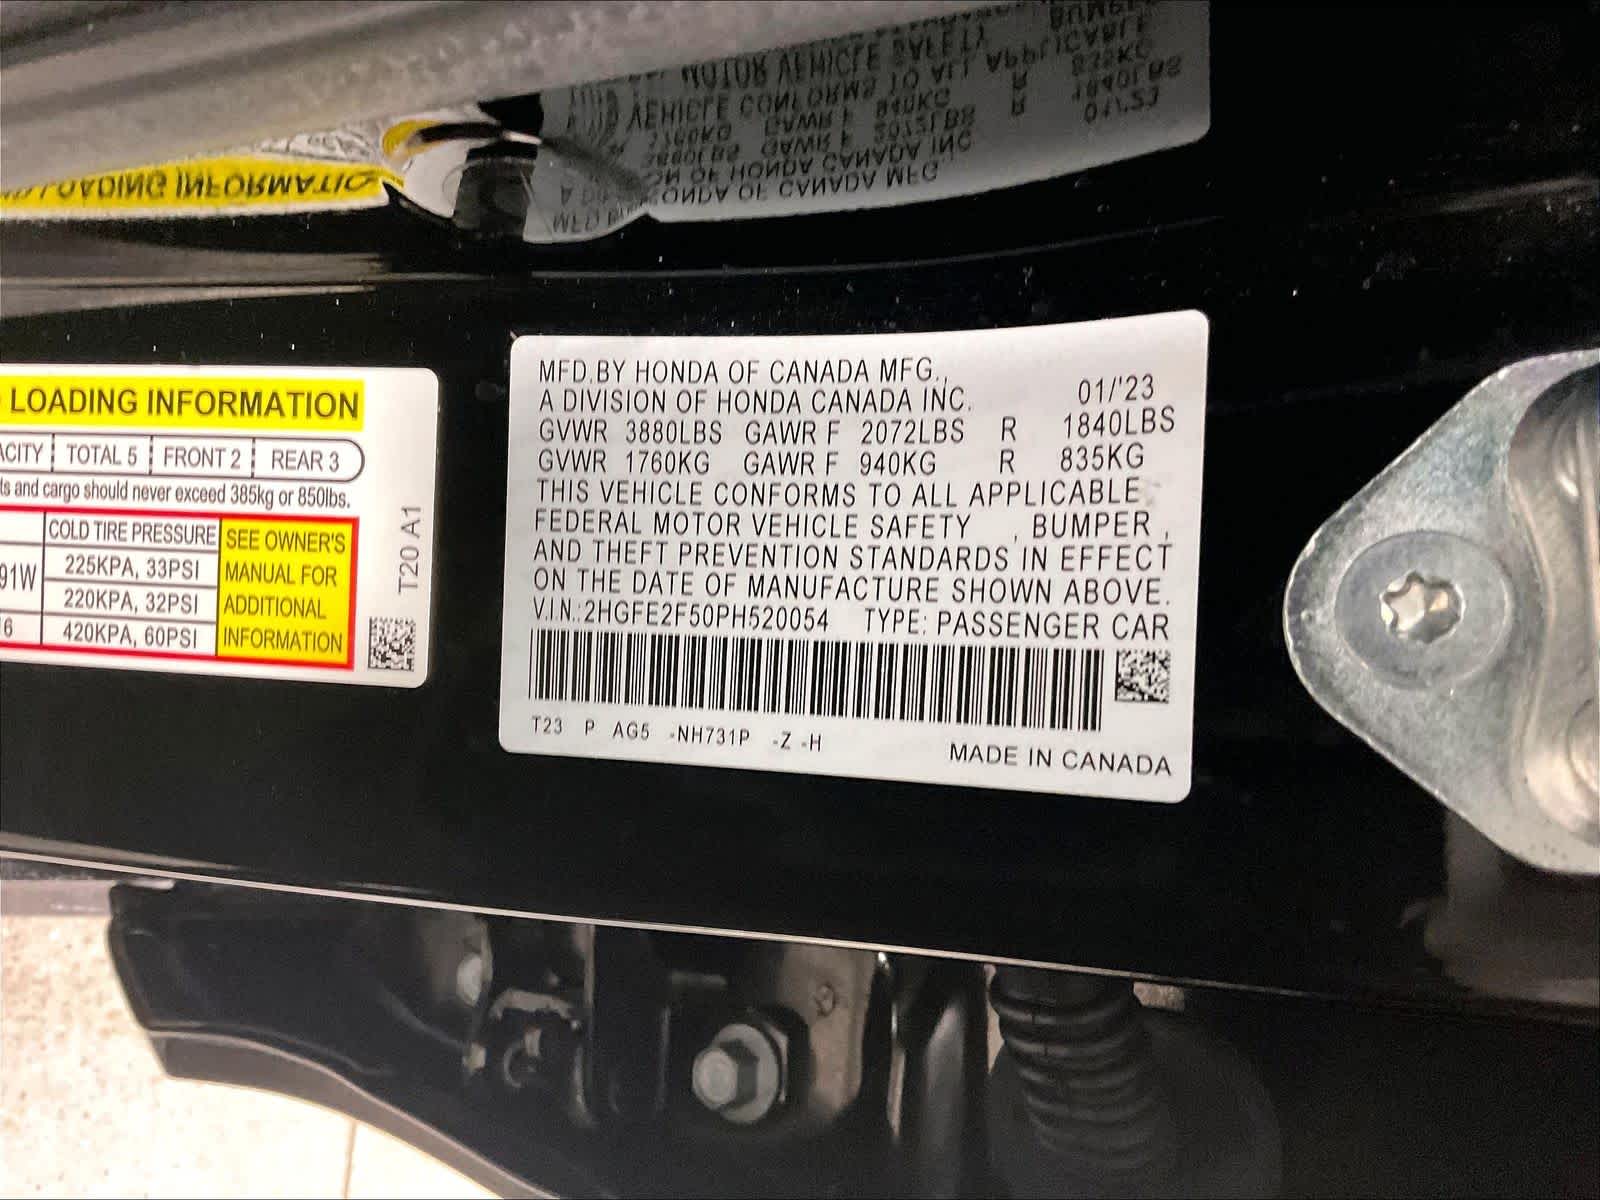 LOADING INFORMATION
ACITY TOTAL 5 FRONT 2 REAR 3
ts and cargo should never exceed 385kg or 850lbs.
COLD TIRE PRESSURE
91W 225KPA, 33PSI
220KPA, 32PSI
6 420KPA, 60PSI
SEE OWNER'S
MANUAL FOR
ADDITIONAL
INFORMATION
T20 A1
MFD.BY HONDA OF CANADA MFG.,
A DIVISION OF HONDA CANADA INC. 01/'23
GVWR 3880LBS GAWR F 2072LBS R 1840LBS
GVWR 1760KG GAWR F 940KG R 835KG
THIS VEHICLE CONFORMS TO ALL APPLICABLE
FEDERAL MOTOR VEHICLE SAFETY , BUMPER ,
AND THEFT PREVENTION STANDARDS IN EFFECT
ON THE DATE OF MANUFACTURE SHOWN ABOVE.
V.I.N.:2HGFE2F50PH520054 TYPE: PASSENGER CAR
T23 P AG5 -NH731P -Z -H
MADE IN CANADA